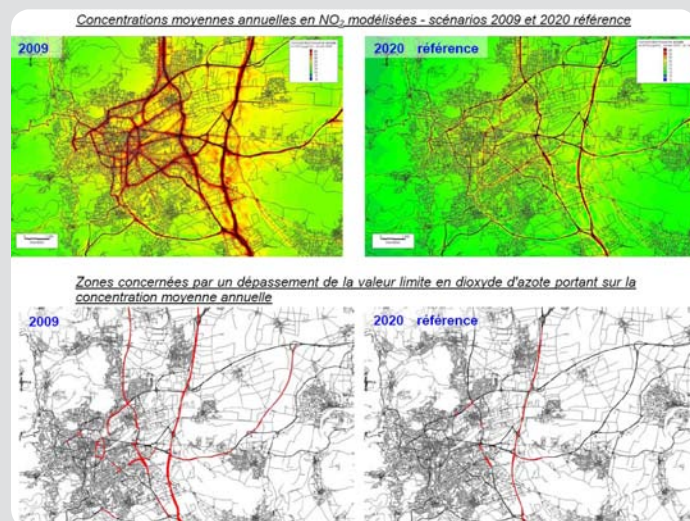 Concentrations moyennes annuelles en NO₂ modélisées - scénarios 2009 et 2020 référence
2009
2020 référence
Zones concernées par un dépassement de la valeur limite en dioxyde d'azote portant sur la
concentration moyenne annuelle
2009
2020 référence